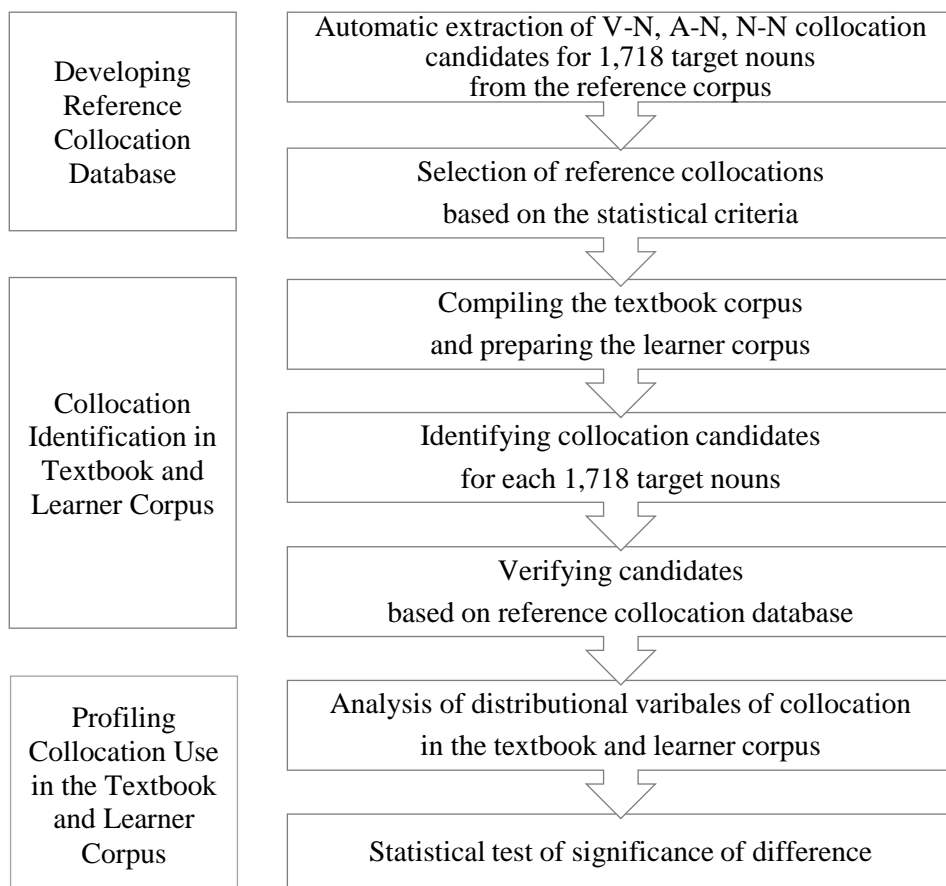 Developing
Reference
Collocation
Database
Automatic extraction of V-N, A-N, N-N collocation
candidates for 1,718 target nouns
from the reference corpus
Selection of reference collocations
based on the statistical criteria
Collocation
Identification in
Textbook and
Learner Corpus
Compiling the textbook corpus
and preparing the learner corpus
Identifying collocation candidates
for each 1,718 target nouns
Verifying candidates
based on reference collocation database
Profiling
Collocation Use
in the Textbook
and Learner
Corpus
Analysis of distributional varibales of collocation
in the textbook and learner corpus
Statistical test of significance of difference